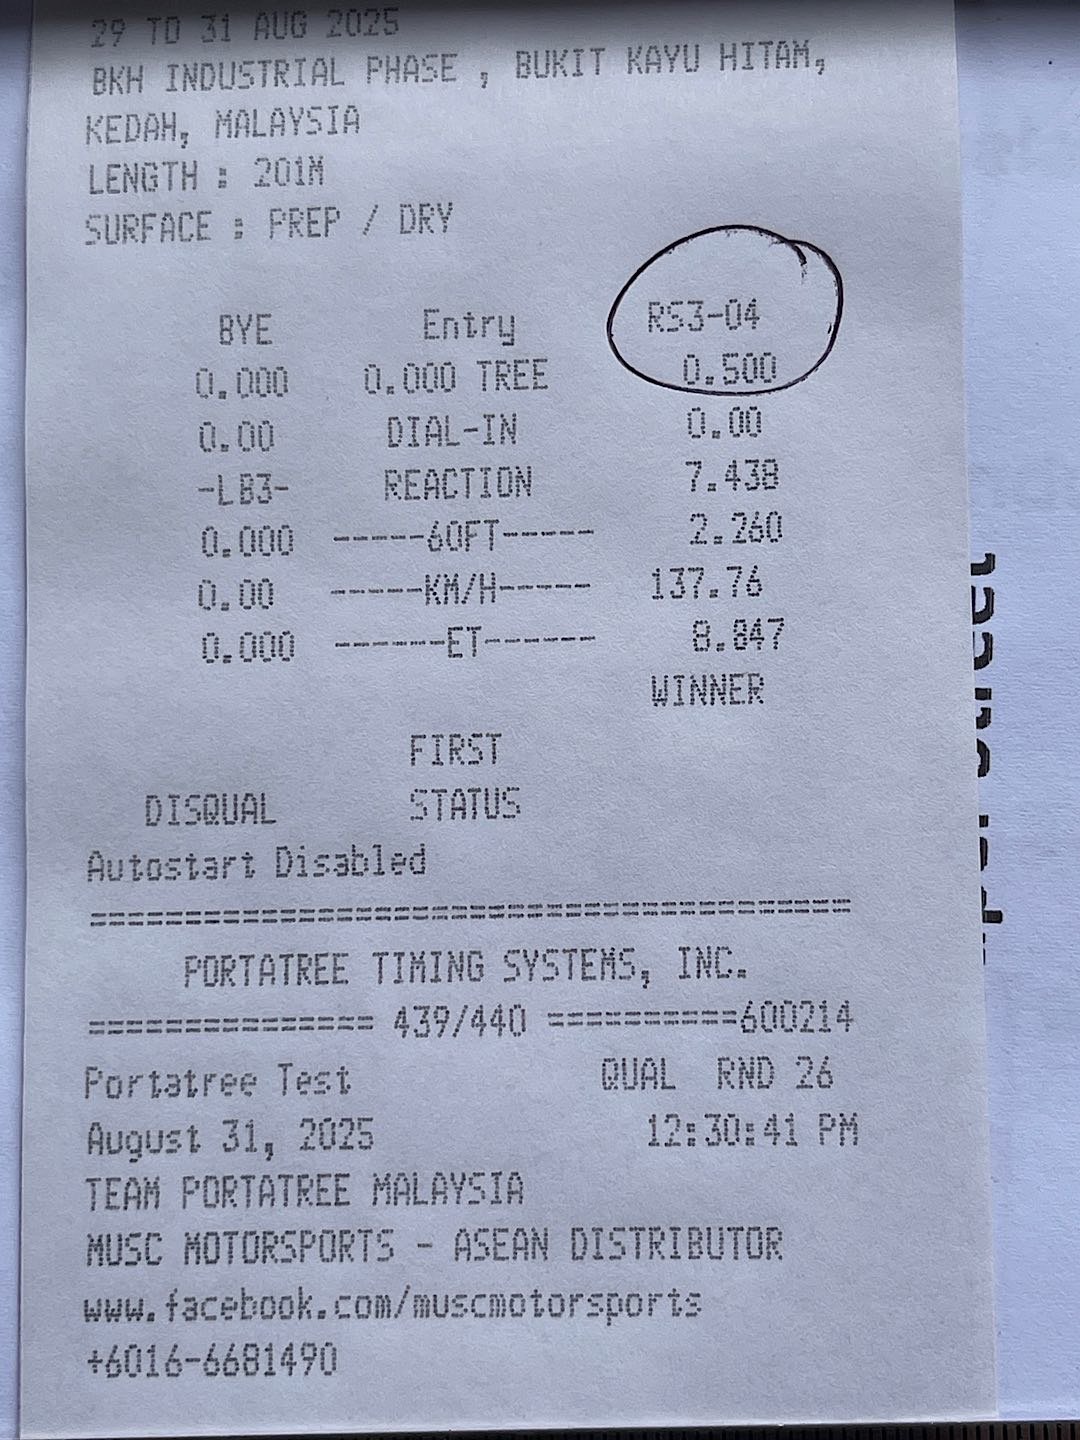 29 TO 31 AUG 2025
BKH INDUSTRIAL PHASE , BUKIT KAYU HITAM,
KEDAH, MALAYSIA
LENGTH : 201M
SURFACE : PREP / DRY
BYE Entry RS3-04
0.000 0.000 TREE 0.500
0.00 DIAL-IN 0.00
-LB3- REACTION 7.438
0.000 -----60FT----- 2.260
0.00 -----KM/H----- 137.76
0.000 ------ET------ 8.847
WINNER
FIRST
DISQUAL STATUS
Autostart Disabled
========================================
PORTATREE TIMING SYSTEMS, INC.
=============== 439/440 ==========600214
Portatree Test QUAL RND 26
August 31, 2025 12:30:41 PM
TEAM PORTATREE MALAYSIA
MUSC MOTORSPORTS - ASEAN DISTRIBUTOR
www.facebook.com/muscmotorsports
+6016-6681490